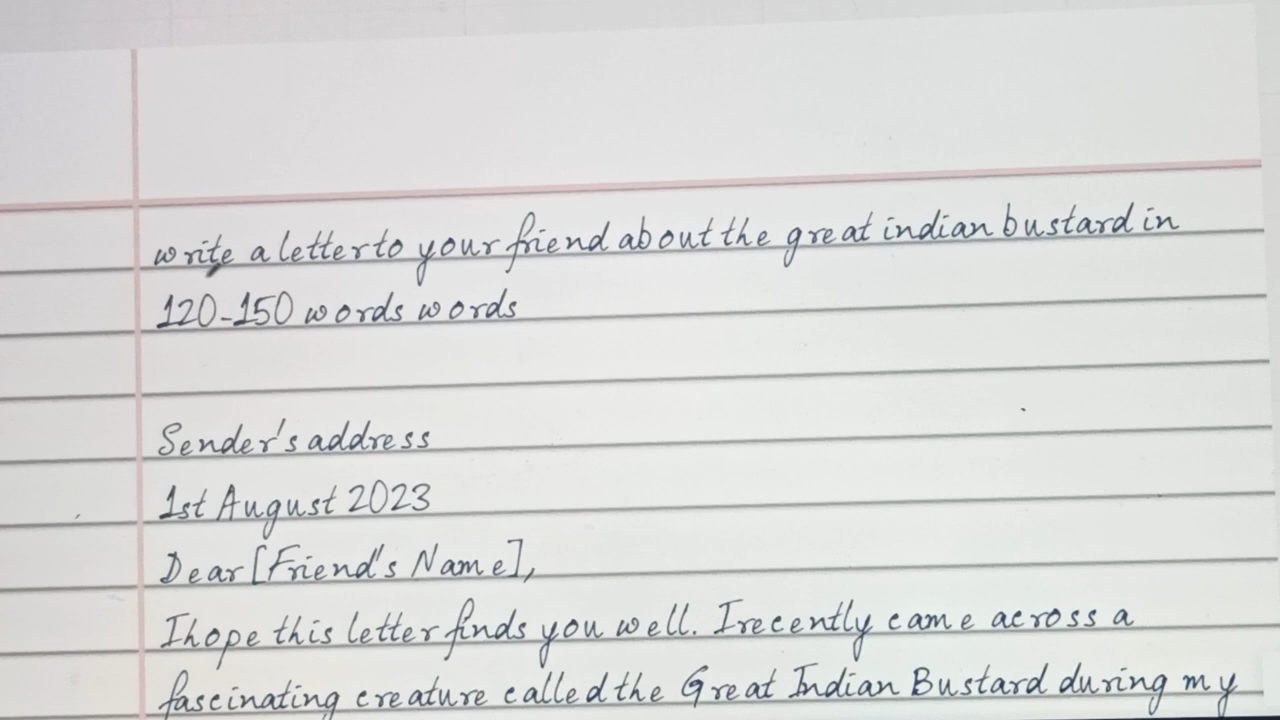 write a letter to your friend about the great indian bustard in
120-150 words words
Sender's address
1st August 2023
Dear [Friend's Name],
I hope this letter finds you well. I recently came across a
fascinating creature called the Great Indian Bustard during my